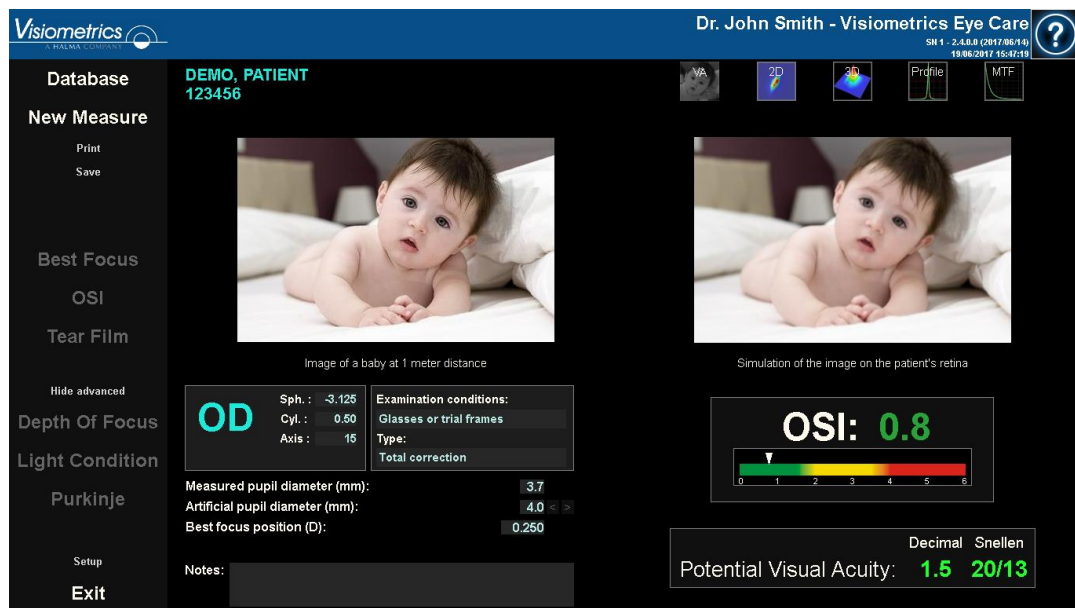 Visiometrics
A HALMA COMPANY
Dr. John Smith - Visiometrics Eye Care
SN 1 - 2.4.0.0 (2017/06/14)
19/06/2017 15:47:19
?
Database
New Measure
Print
Save
Best Focus
OSI
Tear Film
Hide advanced
Depth Of Focus
Light Condition
Purkinje
Setup
Exit
DEMO, PATIENT
123456
VA 2D 3D Profile MTF
Image of a baby at 1 meter distance
Simulation of the image on the patient's retina
OD
Sph. : -3.125
Cyl. : 0.50
Axis : 15
Examination conditions:
Glasses or trial frames
Type:
Total correction
Measured pupil diameter (mm): 3.7
Artificial pupil diameter (mm): 4.0 < >
Best focus position (D): 0.250
Notes:
OSI: 0.8
0 1 2 3 4 5 6
Decimal Snellen
Potential Visual Acuity: 1.5 20/13